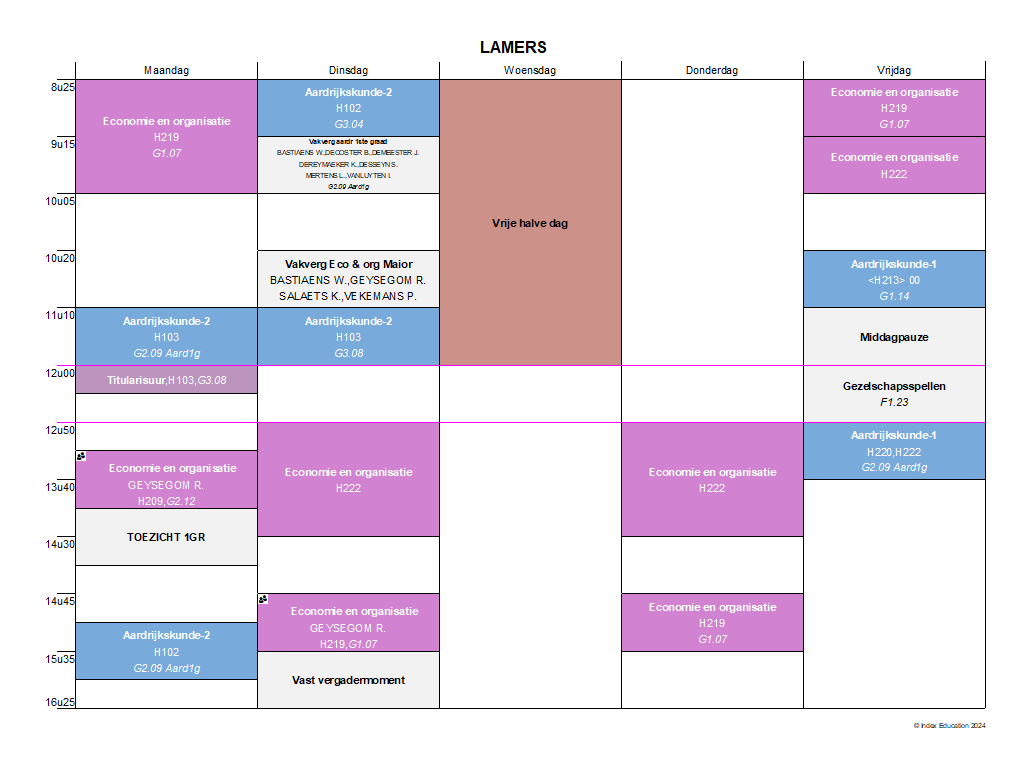 LAMERS
Maandag
Dinsdag
Woensdag
Donderdag
Vrijdag
8u25
9u15
10u05
10u20
11u10
12u00
12u50
13u40
14u30
14u45
15u35
16u25
Economie en organisatie
H219
G1.07
Aardrijkskunde-2
H103
G2.09 Aard1g
Titularisuur,H103,G3.08
Economie en organisatie
GEYSEGOM R.
H209,G2.12
TOEZICHT 1GR
Aardrijkskunde-2
H102
G2.09 Aard1g
Aardrijkskunde-2
H102
G3.04
Vakverg aardr 1ste graad
BASTIAENS W.,DECOSTER B.,DEMEESTER J.
DEREYMAEKER K.,DESSEYN S.
MERTENS L.,VANLUYTEN I.
G2.09 Aard1g
Vakverg Eco & org Maior
BASTIAENS W.,GEYSEGOM R.
SALAETS K.,VEKEMANS P.
Aardrijkskunde-2
H103
G3.08
Economie en organisatie
H222
Economie en organisatie
GEYSEGOM R.
H219,G1.07
Vast vergadermoment
Vrije halve dag
Economie en organisatie
H222
Economie en organisatie
H219
G1.07
Economie en organisatie
H219
G1.07
Economie en organisatie
H222
Aardrijkskunde-1
<H213> 00
G1.14
Middagpauze
Gezelschapsspellen
F1.23
Aardrijkskunde-1
H220,H222
G2.09 Aard1g
© Index Education 2024